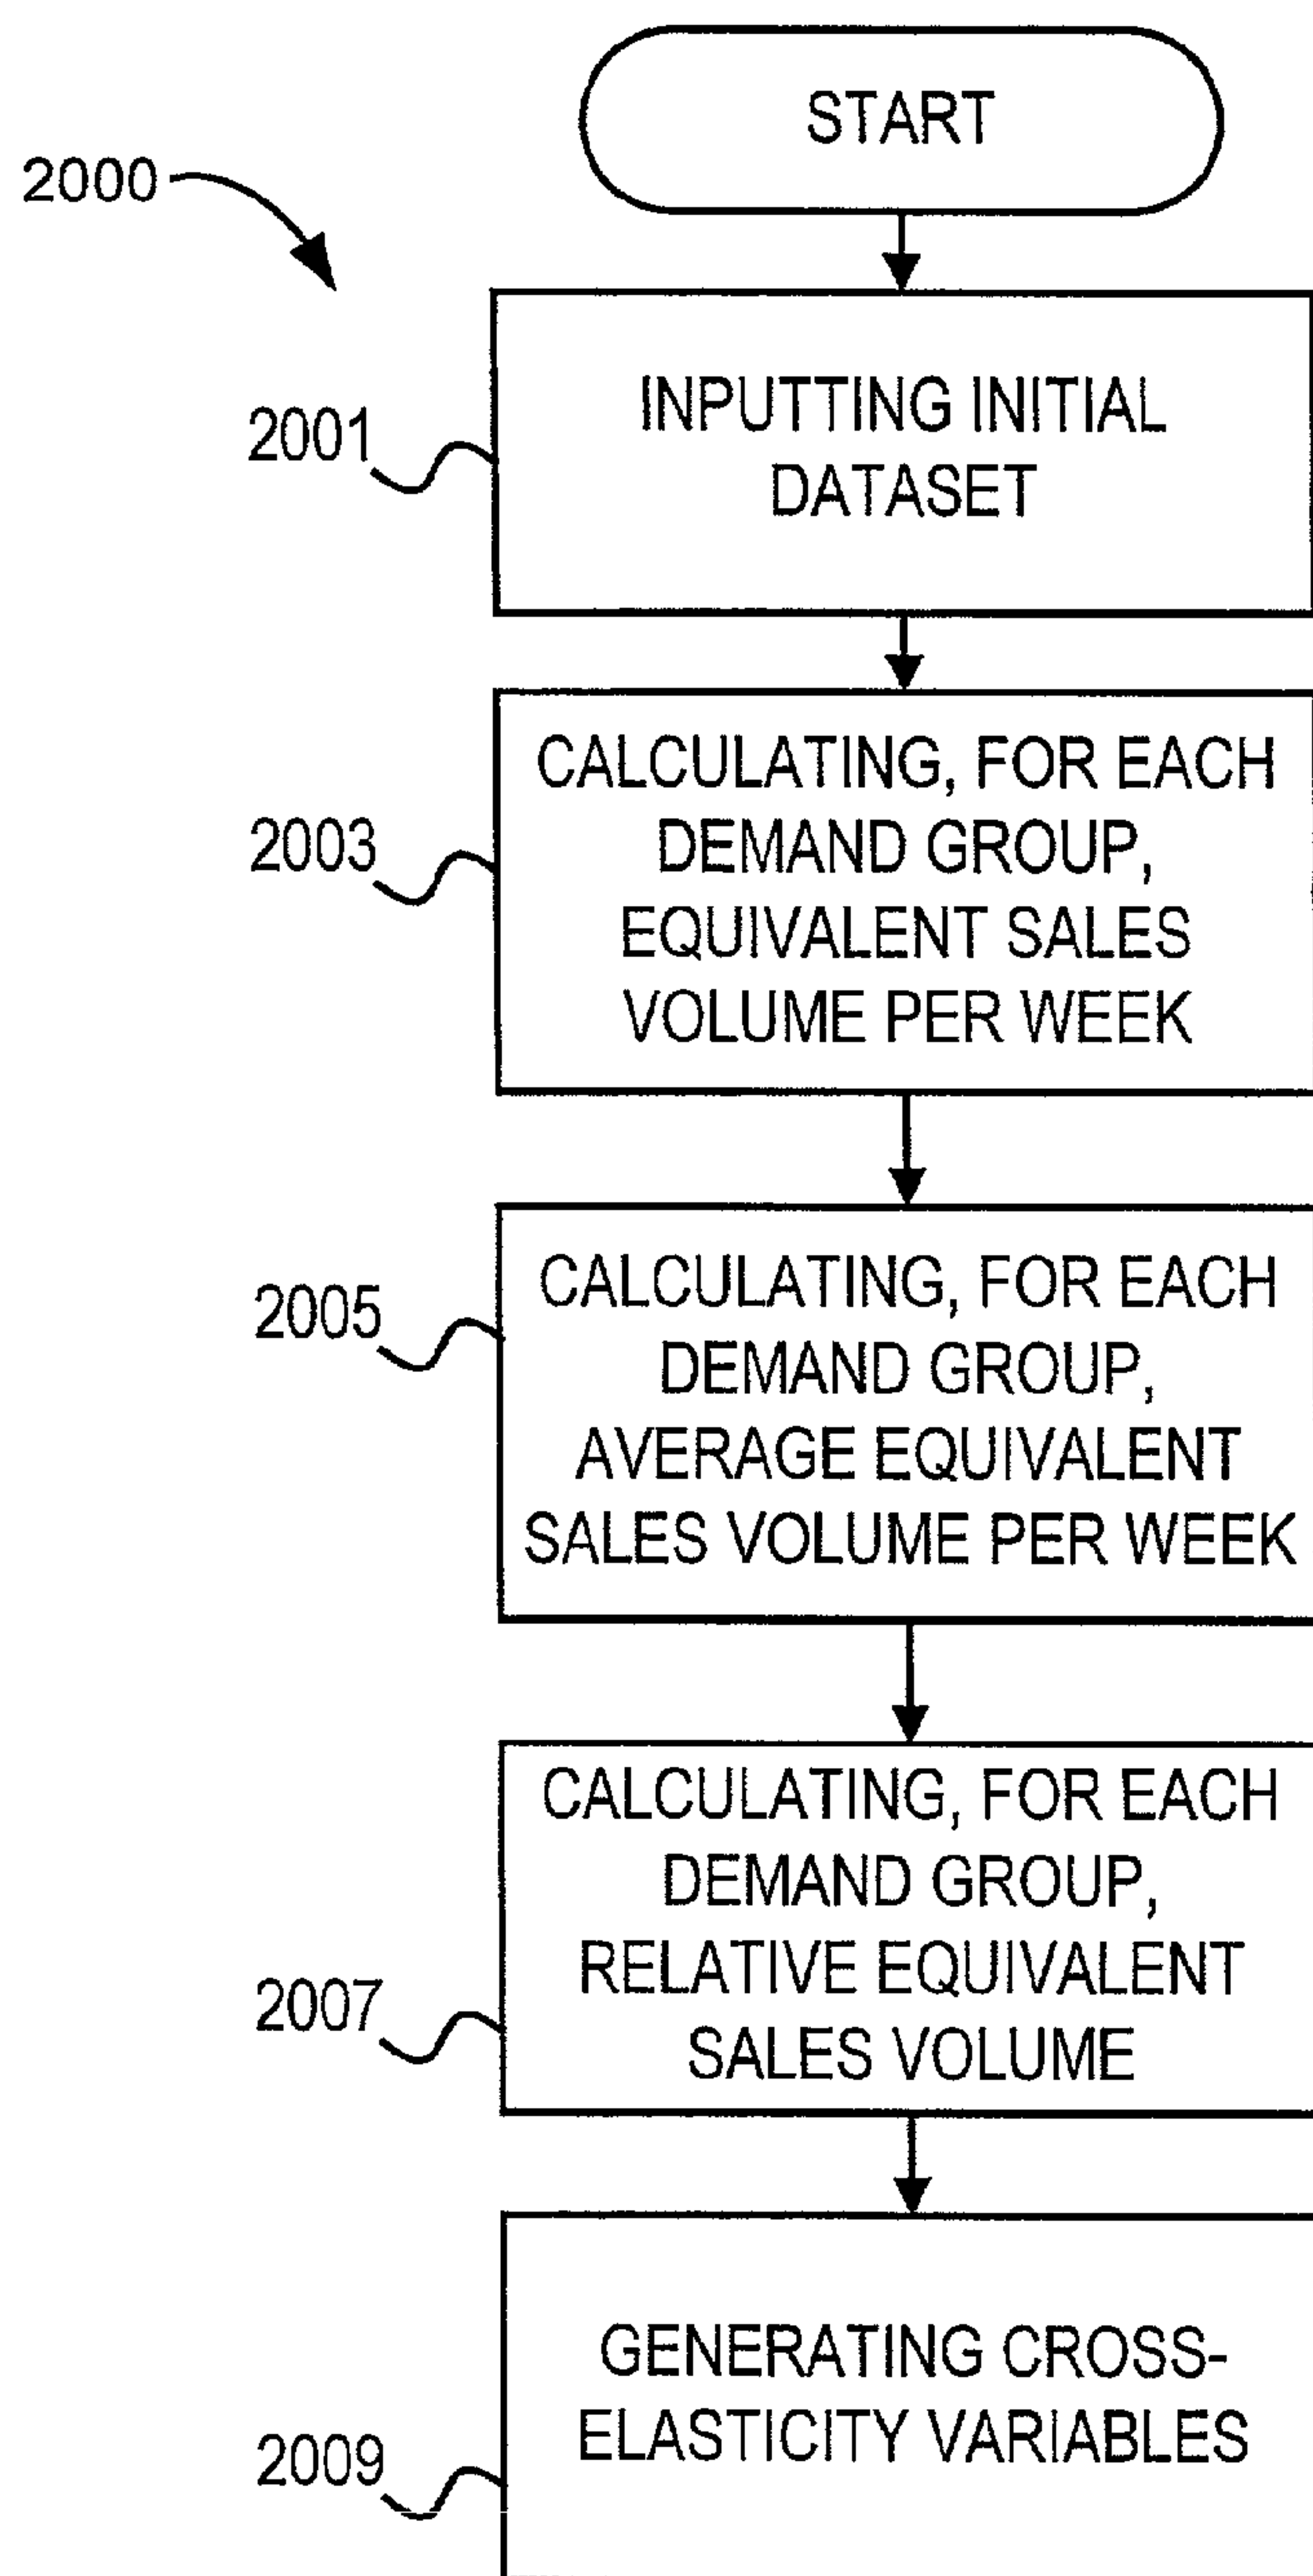 START
2000
2001
INPUTTING INITIAL
DATASET
2003
CALCULATING, FOR EACH
DEMAND GROUP,
EQUIVALENT SALES
VOLUME PER WEEK
2005
CALCULATING, FOR EACH
DEMAND GROUP,
AVERAGE EQUIVALENT
SALES VOLUME PER WEEK
2007
CALCULATING, FOR EACH
DEMAND GROUP,
RELATIVE EQUIVALENT
SALES VOLUME
2009
GENERATING CROSS-
ELASTICITY VARIABLES